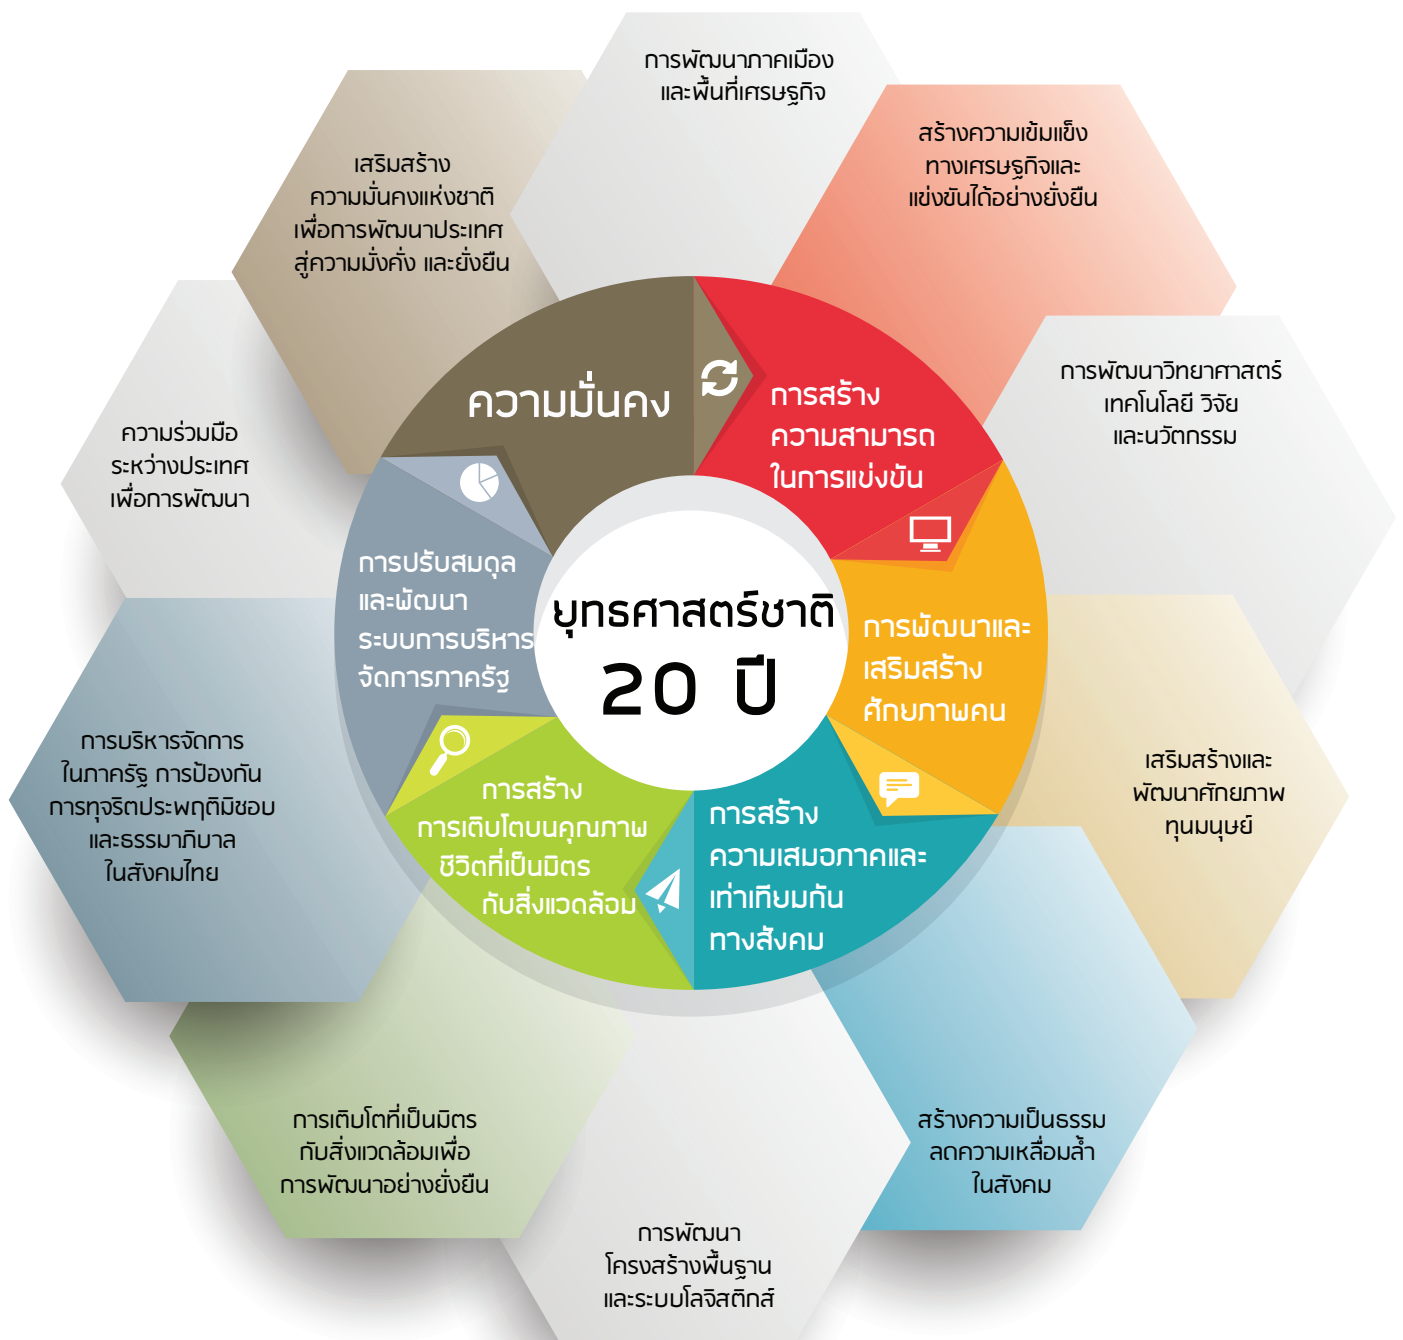 การพัฒนาภาคเมือง
และพื้นที่เศรษฐกิจ
สร้างความเข้มแข็ง
ทางเศรษฐกิจและ
แข่งขันได้อย่างยั่งยืน
การพัฒนาวิทยาศาสตร์
เทคโนโลยี วิจัย
และนวัตกรรม
เสริมสร้างและ
พัฒนาศักยภาพ
ทุนมนุษย์
สร้างความเป็นธรรม
ลดความเหลื่อมล้ำ
ในสังคม
การพัฒนา
โครงสร้างพื้นฐาน
และระบบโลจิสติกส์
การเติบโตที่เป็นมิตร
กับสิ่งแวดล้อมเพื่อ
การพัฒนาอย่างยั่งยืน
การบริหารจัดการ
ในภาครัฐ การป้องกัน
การทุจริตประพฤติมิชอบ
และธรรมาภิบาล
ในสังคมไทย
ความร่วมมือ
ระหว่างประเทศ
เพื่อการพัฒนา
เสริมสร้าง
ความมั่นคงแห่งชาติ
เพื่อการพัฒนาประเทศ
สู่ความมั่งคั่ง และยั่งยืน
ความมั่นคง
การสร้าง
ความสามารถ
ในการแข่งขัน
การพัฒนาและ
เสริมสร้าง
ศักยภาพคน
การสร้าง
ความเสมอภาคและ
เท่าเทียมกัน
ทางสังคม
การสร้าง
การเติบโตบนคุณภาพ
ชีวิตที่เป็นมิตร
กับสิ่งแวดล้อม
การปรับสมดุล
และพัฒนา
ระบบการบริหาร
จัดการภาครัฐ
ยุทธศาสตร์ชาติ
20 ปี